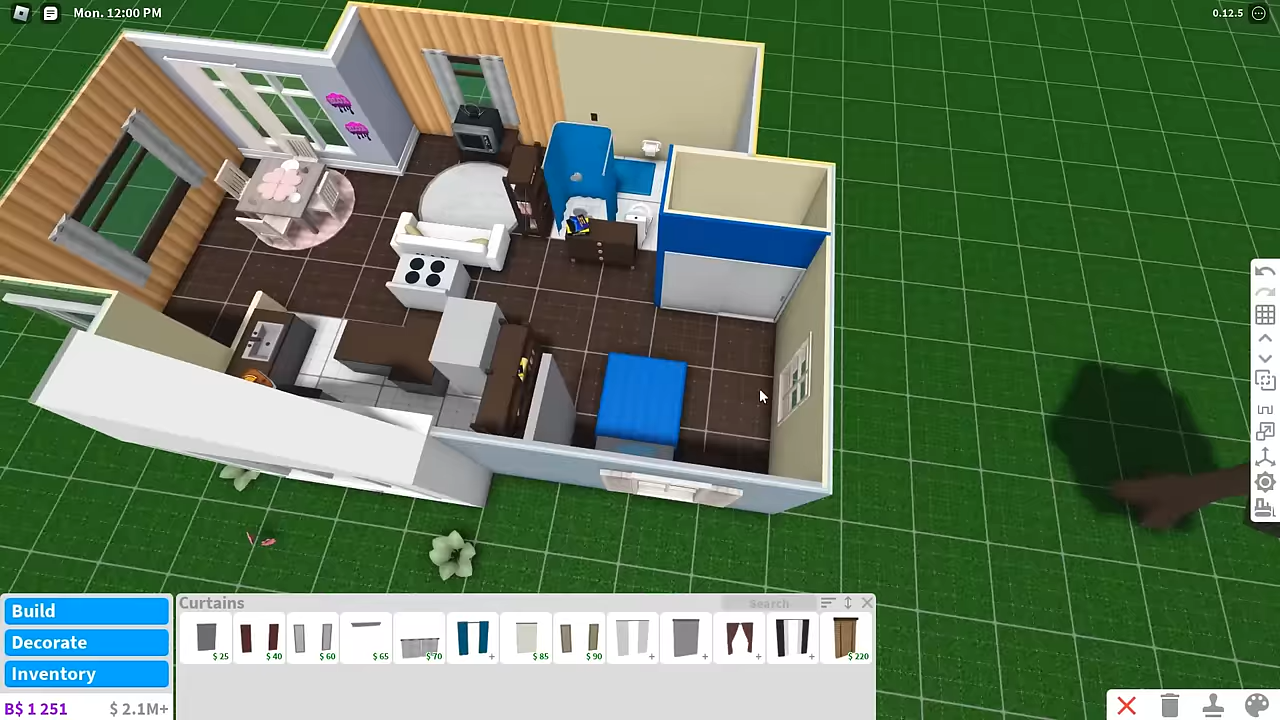 Mon. 12:00 PM
0.12.5
Build
Decorate
Inventory
B$ 1 251
$ 2.1M+
Curtains
Search
$ 25
$ 40
$ 60
$ 65
$ 70
+
$ 85
$ 90
+
+
+
+
$ 220